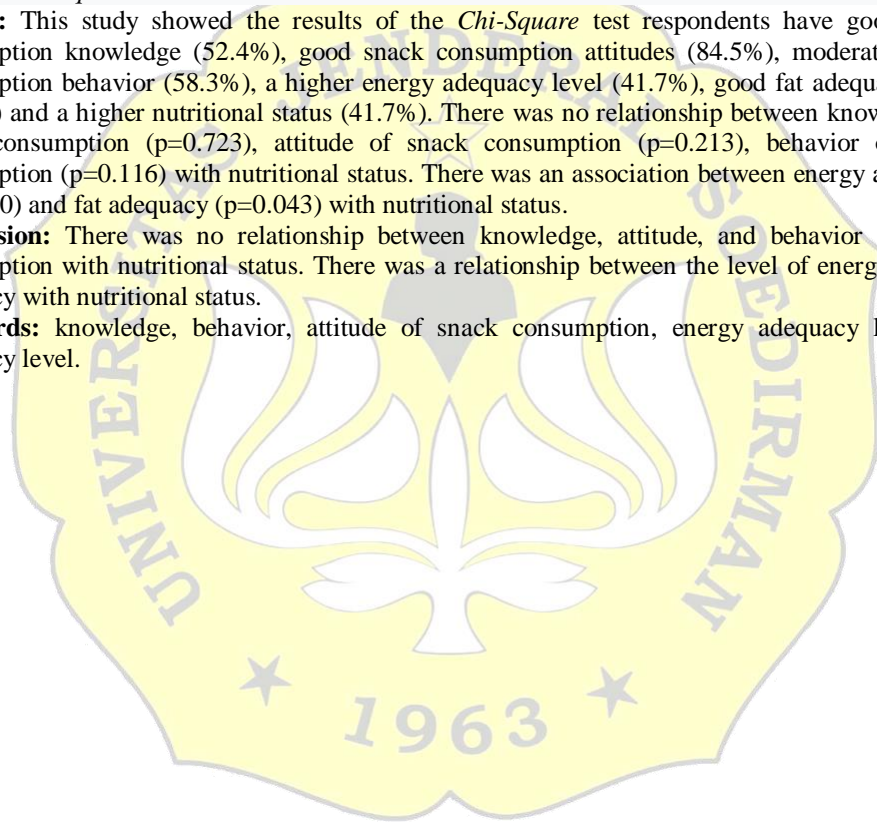 : This study showed the results of the Chi-Square test respondents have goo
ption knowledge (52.4%), good snack consumption attitudes (84.5%), moderat
ption behavior (58.3%), a higher energy adequacy level (41.7%), good fat adequa
) and a higher nutritional status (41.7%). There was no relationship between know
consumption (p=0.723), attitude of snack consumption (p=0.213), behavior
ption (p=0.116) with nutritional status. There was an association between energy a
0) and fat adequacy (p=0.043) with nutritional status.
sion: There was no relationship between knowledge, attitude, and behavior
ption with nutritional status. There was a relationship between the level of energ
cy with nutritional status.
rds: knowledge, behavior, attitude of snack consumption, energy adequacy
cy level.
UNIVERSITAS JENDERAL SOEDIRMAN
1963